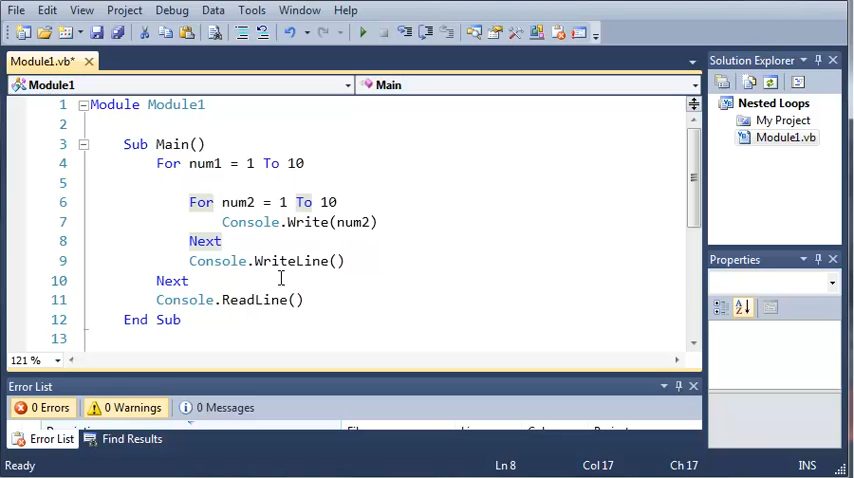 File Edit View Project Debug Data Tools Window Help
Module1.vb*
Module1 Main
1 Module Module1
2
3 Sub Main()
4 For num1 = 1 To 10
5
6 For num2 = 1 To 10
7 Console.Write(num2)
8 Next
9 Console.WriteLine()
10 Next
11 Console.ReadLine()
12 End Sub
13
121 %
Solution Explorer
Nested Loops
My Project
Module1.vb
Properties
Error List
0 Errors 0 Warnings 0 Messages
Error List Find Results
Ready Ln 8 Col 17 Ch 17 INS